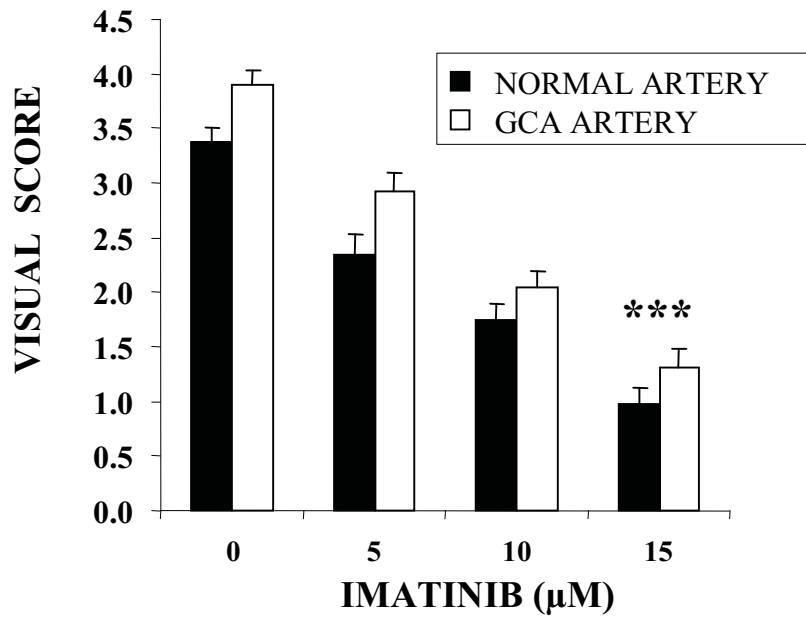 4.5
4.0
3.5
3.0
2.5
2.0
1.5
1.0
0.5
0.0
VISUAL SCORE
NORMAL ARTERY
GCA ARTERY
***
0 5 10 15
IMATINIB (µM)